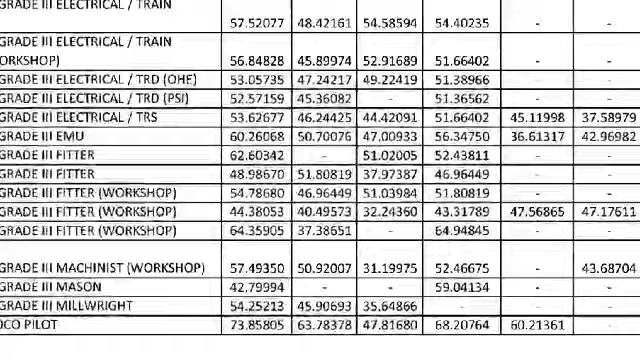 GRADE III ELECTRICAL / TRAIN
57.52077 48.42161 54.58594 54.40235 - -
GRADE III ELECTRICAL / TRAIN
ORKSHOP) 56.84828 45.89974 52.91689 51.66402 - -
GRADE III ELECTRICAL / TRD (OHE) 53.05735 47.24217 49.22419 51.38966 - -
GRADE III ELECTRICAL / TRD (PSI) 52.57159 45.36082 - 51.36562 - -
GRADE III ELECTRICAL / TRS 53.62677 46.24425 44.42091 51.66402 45.11998 37.58979
GRADE III EMU 60.26068 50.70076 47.00933 56.34750 36.61317 42.96982
GRADE III FITTER 62.60342 - 51.02005 52.43811 - -
GRADE III FITTER 48.98670 51.80819 37.97387 46.96449 - -
GRADE III FITTER (WORKSHOP) 54.78680 46.96449 51.03984 51.80819 - -
GRADE III FITTER (WORKSHOP) 44.38053 40.49573 32.24360 43.31789 47.56865 47.17611
GRADE III FITTER (WORKSHOP) 64.35905 37.38651 - 64.94845 - -
GRADE III MACHINIST (WORKSHOP) 57.49350 50.92007 31.19975 52.46675 - 43.68704
GRADE III MASON 42.79994 - - 59.04134 - -
GRADE III MILLWRIGHT 54.25213 45.90693 35.64866 - - -
OCO PILOT 73.85805 63.78378 47.81680 68.20764 60.21361 -